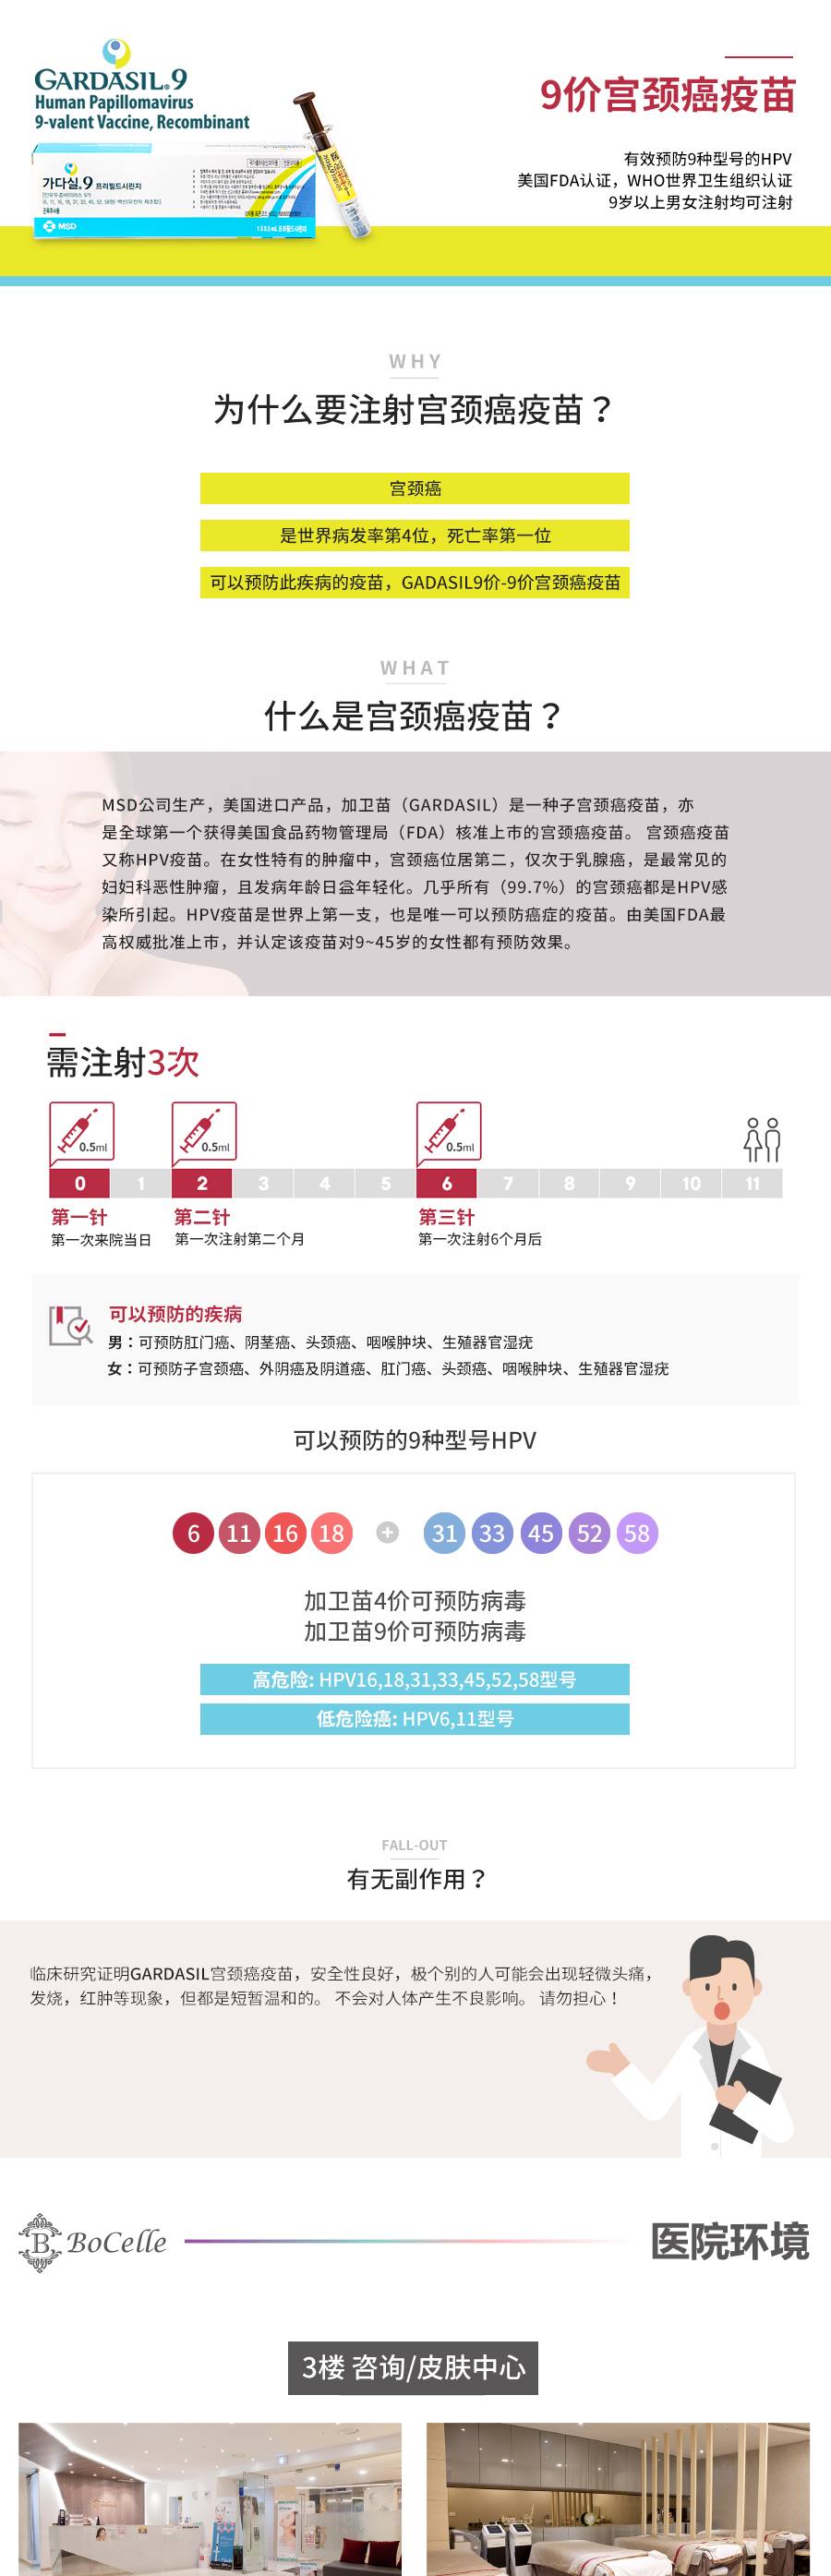 GARDASIL®9
Human Papillomavirus
9-valent Vaccine, Recombinant
가다실®9 프리필드시린지
MSD
9价宫颈癌疫苗
有效预防9种型号的HPV
美国FDA认证，WHO世界卫生组织认证
9岁以上男女注射均可注射
WHY
为什么要注射宫颈癌疫苗？
宫颈癌
是世界病发率第4位，死亡率第一位
可以预防此疾病的疫苗，GADASIL9价-9价宫颈癌疫苗
WHAT
什么是宫颈癌疫苗？
MSD公司生产，美国进口产品，加卫苗（GARDASIL）是一种子宫颈癌疫苗，亦
是全球第一个获得美国食品药物管理局（FDA）核准上市的宫颈癌疫苗。 宫颈癌疫苗
又称HPV疫苗。在女性特有的肿瘤中，宫颈癌位居第二，仅次于乳腺癌，是最常见的
妇妇科恶性肿瘤，且发病年龄日益年轻化。几乎所有（99.7%）的宫颈癌都是HPV感
染所引起。HPV疫苗是世界上第一支，也是唯一可以预防癌症的疫苗。由美国FDA最
高权威批准上市，并认定该疫苗对9~45岁的女性都有预防效果。
需注射3次
0.5ml 0.5ml 0.5ml
0 1 2 3 4 5 6 7 8 9 10 11
第一针 第二针 第三针
第一次来院当日 第一次注射第二个月 第一次注射6个月后
可以预防的疾病
男：可预防肛门癌、阴茎癌、头颈癌、咽喉肿块、生殖器官湿疣
女：可预防子宫颈癌、外阴癌及阴道癌、肛门癌、头颈癌、咽喉肿块、生殖器官湿疣
可以预防的9种型号HPV
6 11 16 18 + 31 33 45 52 58
加卫苗4价可预防病毒
加卫苗9价可预防病毒
高危险: HPV16,18,31,33,45,52,58型号
低危险癌: HPV6,11型号
FALL-OUT
有无副作用？
临床研究证明GARDASIL宫颈癌疫苗，安全性良好，极个别的人可能会出现轻微头痛，
发烧，红肿等现象，但都是短暂温和的。 不会对人体产生不良影响。 请勿担心！
B BoCelle
医院环境
3楼 咨询/皮肤中心